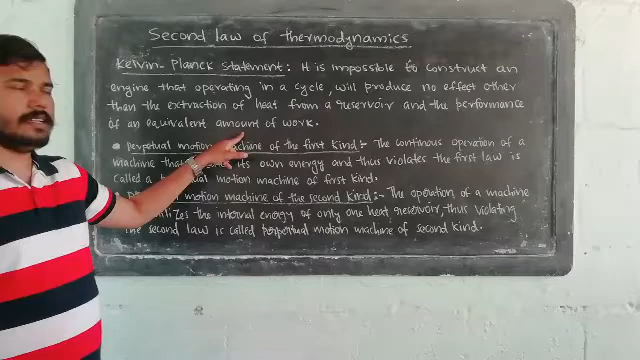 Second law of thermodynamics
Kelvin-Planck statement: It is impossible to construct an
engine that operating in a cycle, will produce no effect other
than the extraction of heat from a reservoir and the performance
of an equivalent amount of work.
Perpetual motion machine of the first kind:- The continous operation of a
machine that its own energy and thus violates the first law is
called a motion machine of first kind.
motion machine of the second kind:- The operation of a machine
the internal energy of only one heat reservoir, thus violating
the second law is called perpetual motion machine of second kind.